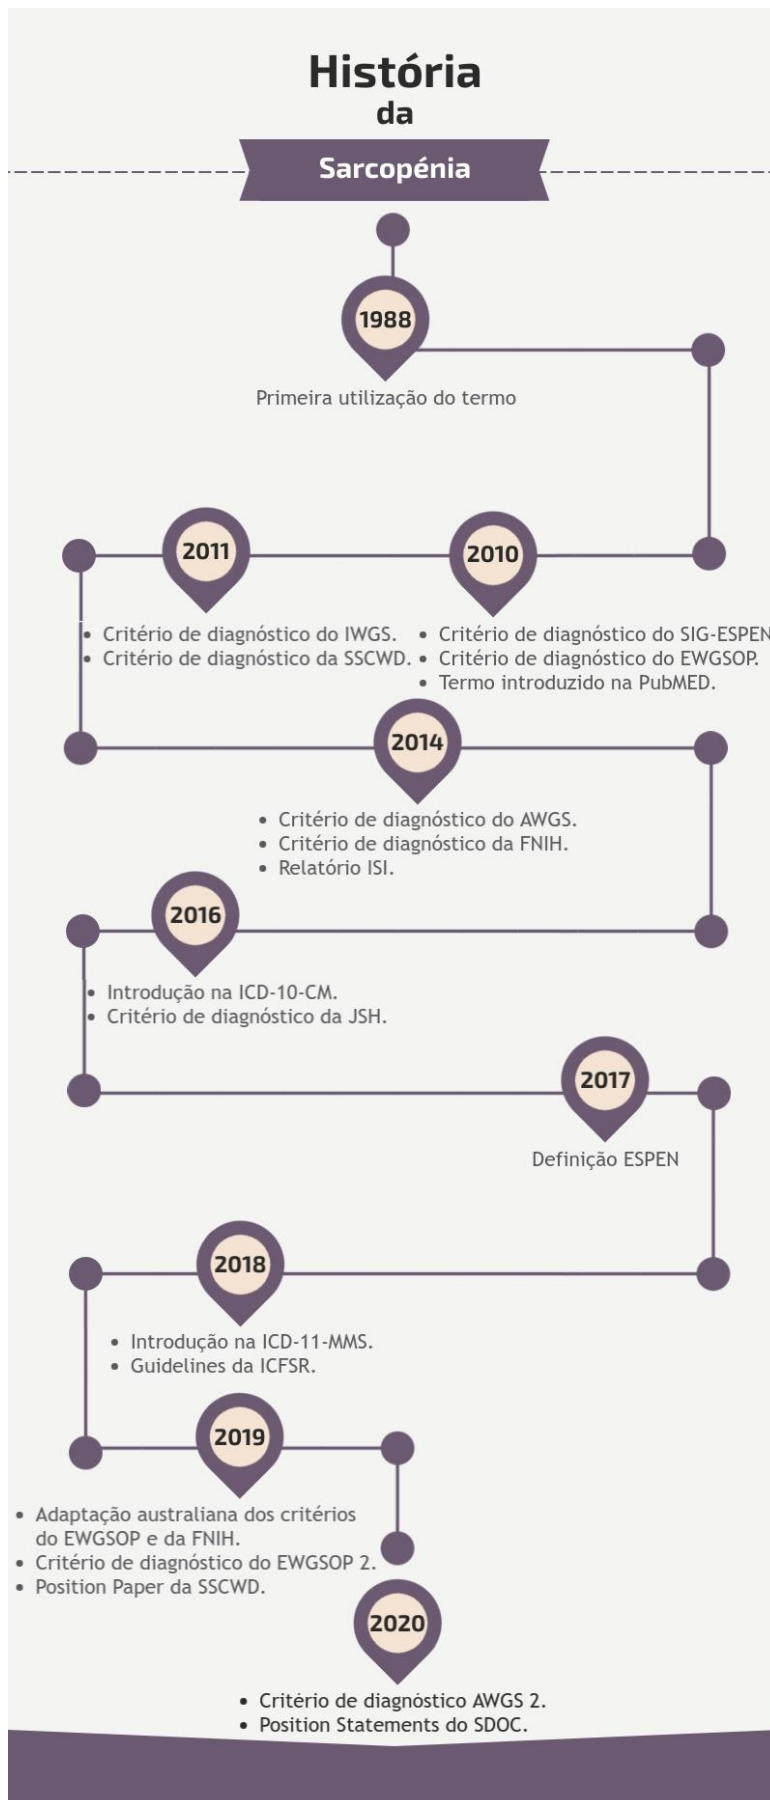 História
da
Sarcopénia
1988
Primeira utilização do termo
2010
• Critério de diagnóstico do SIG-ESPEN
• Critério de diagnóstico do EWGSOP.
• Termo introduzido na PubMED.
2011
• Critério de diagnóstico do IWGS.
• Critério de diagnóstico da SSCWD.
2014
• Critério de diagnóstico do AWGS.
• Critério de diagnóstico da FNIH.
• Relatório ISI.
2016
• Introdução na ICD-10-CM.
• Critério de diagnóstico da JSH.
2017
Definição ESPEN
2018
• Introdução na ICD-11-MMS.
• Guidelines da ICFSR.
2019
• Adaptação australiana dos critérios
do EWGSOP e da FNIH.
• Critério de diagnóstico do EWGSOP 2.
• Position Paper da SSCWD.
2020
• Critério de diagnóstico AWGS 2.
• Position Statements do SDOC.